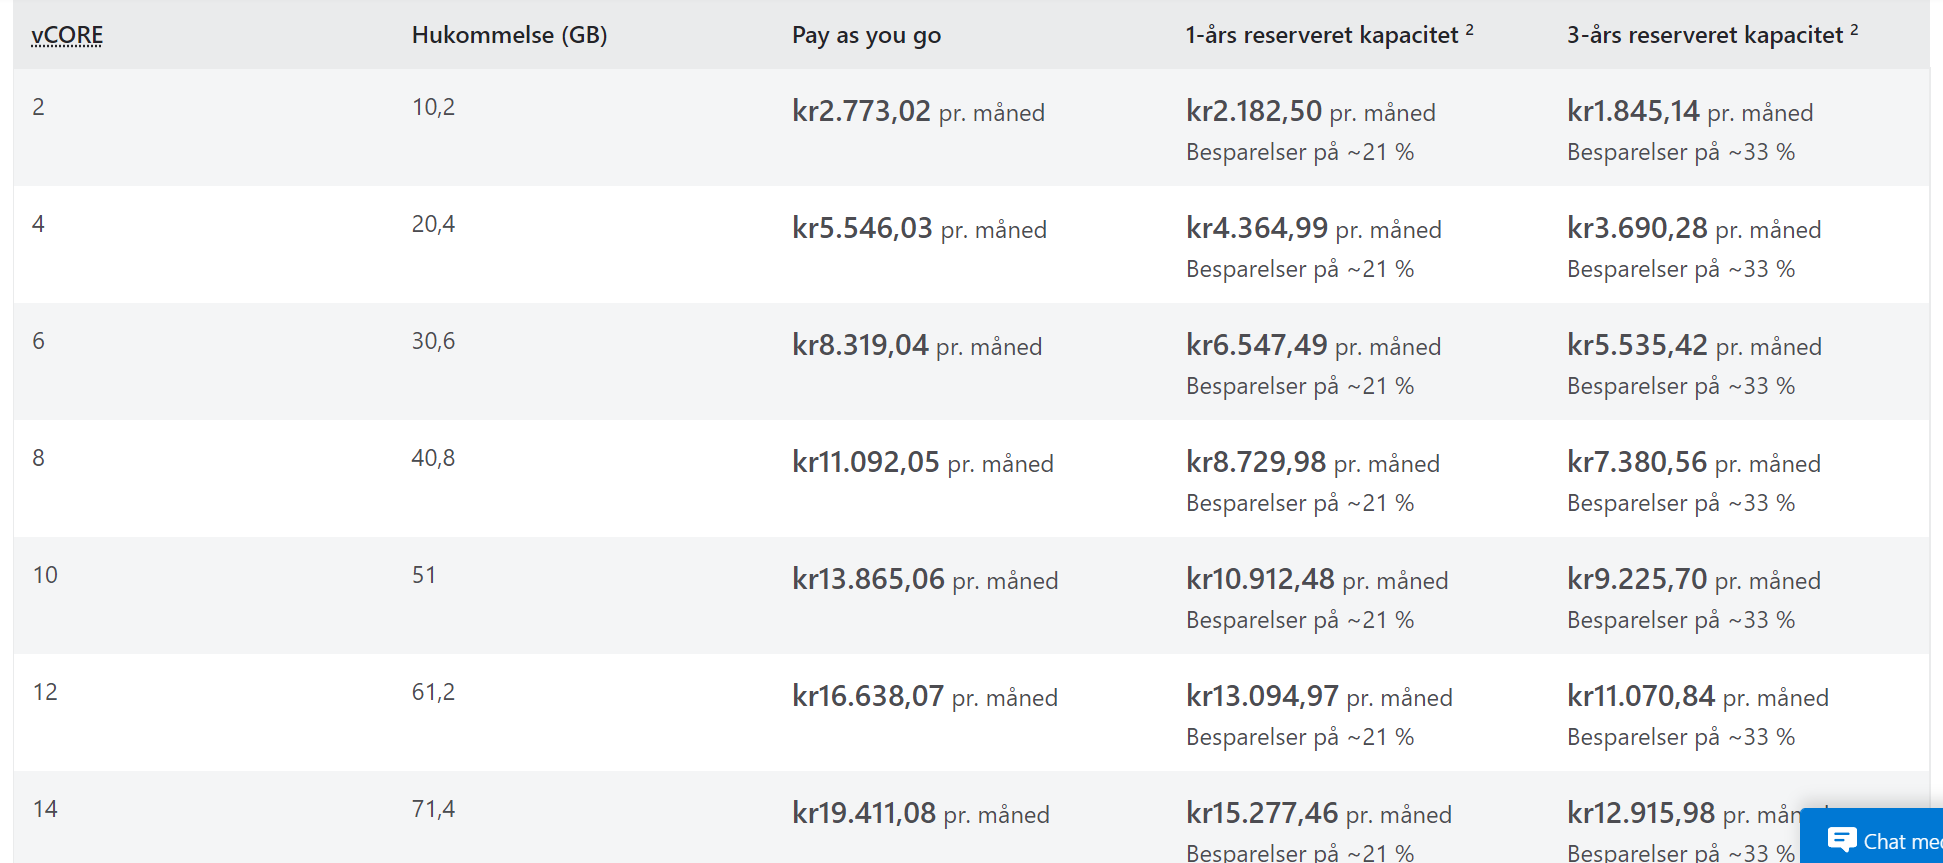 vCORE Hukommelse (GB) Pay as you go 1-års reserveret kapacitet 2 3-års reserveret kapacitet 2
2 10,2 kr2.773,02 pr. måned kr2.182,50 pr. måned kr1.845,14 pr. måned
Besparelser på ~21 % Besparelser på ~33 %
4 20,4 kr5.546,03 pr. måned kr4.364,99 pr. måned kr3.690,28 pr. måned
Besparelser på ~21 % Besparelser på ~33 %
6 30,6 kr8.319,04 pr. måned kr6.547,49 pr. måned kr5.535,42 pr. måned
Besparelser på ~21 % Besparelser på ~33 %
8 40,8 kr11.092,05 pr. måned kr8.729,98 pr. måned kr7.380,56 pr. måned
Besparelser på ~21 % Besparelser på ~33 %
10 51 kr13.865,06 pr. måned kr10.912,48 pr. måned kr9.225,70 pr. måned
Besparelser på ~21 % Besparelser på ~33 %
12 61,2 kr16.638,07 pr. måned kr13.094,97 pr. måned kr11.070,84 pr. måned
Besparelser på ~21 % Besparelser på ~33 %
14 71,4 kr19.411,08 pr. måned kr15.277,46 pr. måned kr12.915,98 pr.
Besparelser på ~21 % Besparelser på ~33 %
Chat